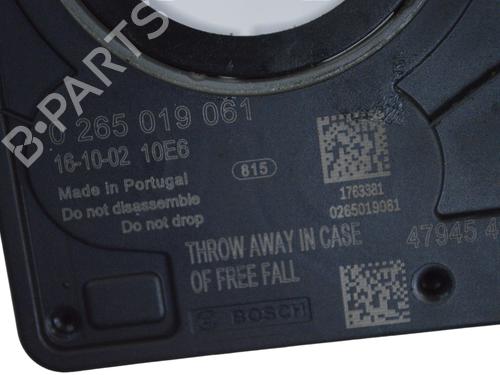 B-PARTS
0 265 019 061
16-10-02 10E6
815
Made in Portugal
Do not disassemble
Do not drop
1763381
0265019061
THROW AWAY IN CASE
OF FREE FALL
47945 4
BOSCH